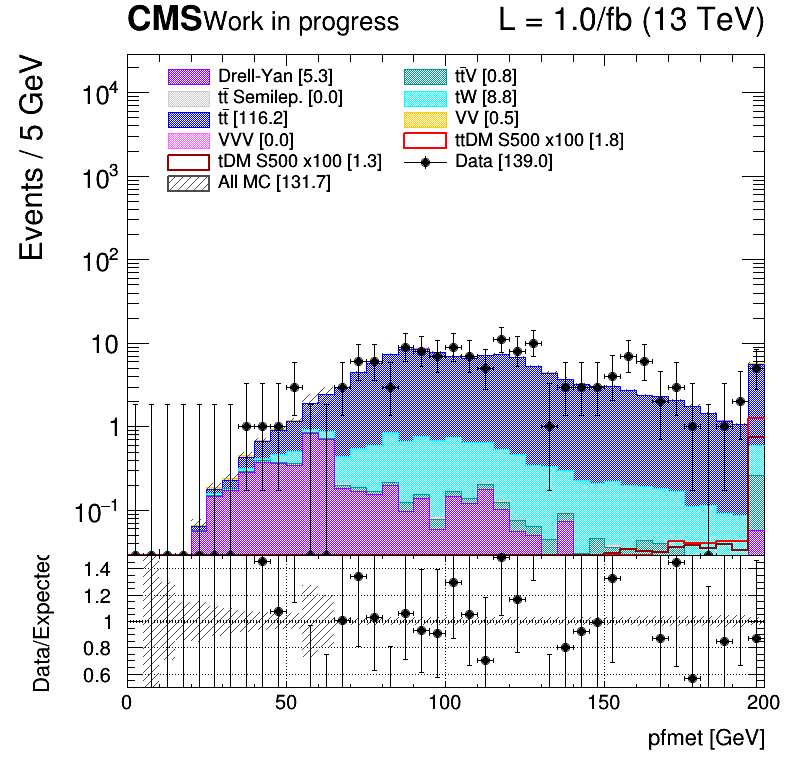 CMS Work in progress L = 1.0/fb (13 TeV)
Events / 5 GeV
Drell-Yan [5.3] tt̄V [0.8]
tt̄ Semilep. [0.0] tW [8.8]
tt̄ [116.2] VV [0.5]
VVV [0.0] ttDM S500 x100 [1.8]
tDM S500 x100 [1.3] Data [139.0]
All MC [131.7]
10⁴
10³
10²
10
1
10⁻¹
Data/Expected
1.4
1.2
1
0.8
0.6
0 50 100 150 200
pfmet [GeV]